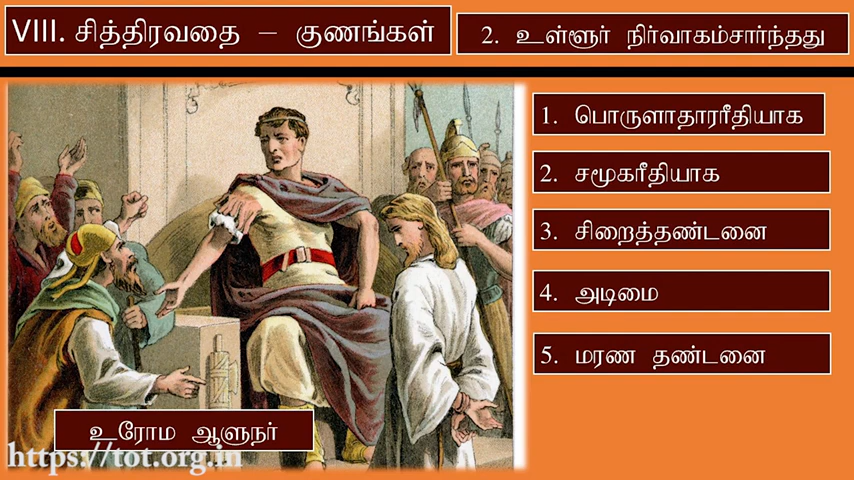 VIII. சித்திரவதை – குணங்கள்
2. உள்ளூர் நிர்வாகம்சார்ந்தது
1. பொருளாதாரரீதியாக
2. சமூகரீதியாக
3. சிறைத்தண்டனை
4. அடிமை
5. மரண தண்டனை
உரோம ஆளுநர்
https://tot.org.in